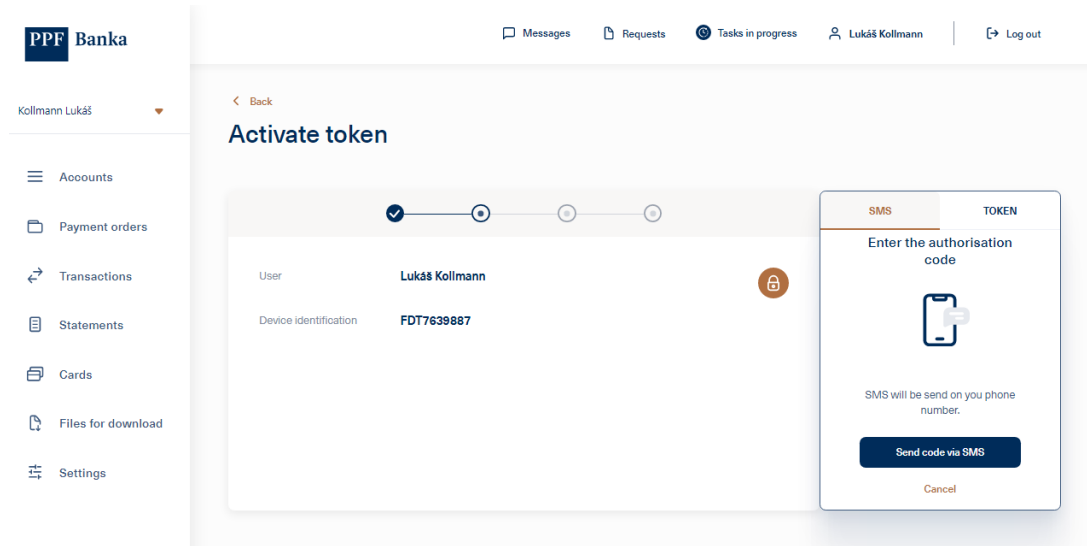 PPF Banka
Messages
Requests
Tasks in progress
Lukáš Kollmann
Log out
Kollmann Lukáš
Accounts
Payment orders
Transactions
Statements
Cards
Files for download
Settings
Back
Activate token
User Lukáš Kollmann
Device identification FDT7639887
SMS TOKEN
Enter the authorisation
code
SMS will be send on you phone
number.
Send code via SMS
Cancel